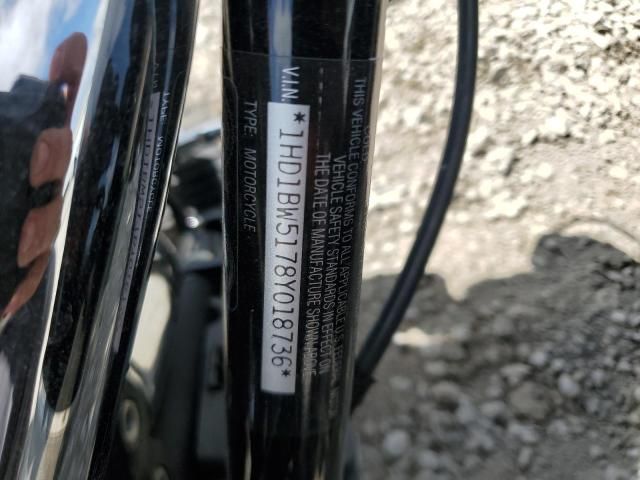 THIS VEHICLE CONFORMS TO ALL APPLICABLE U.S.
VEHICLE SAFETY STANDARDS IN EFFECT ON
THE DATE OF MANUFACTURE SHOWN ABOVE
V.I.N. *1HD1BW5178Y018736*
TYPE: MOTORCYCLE